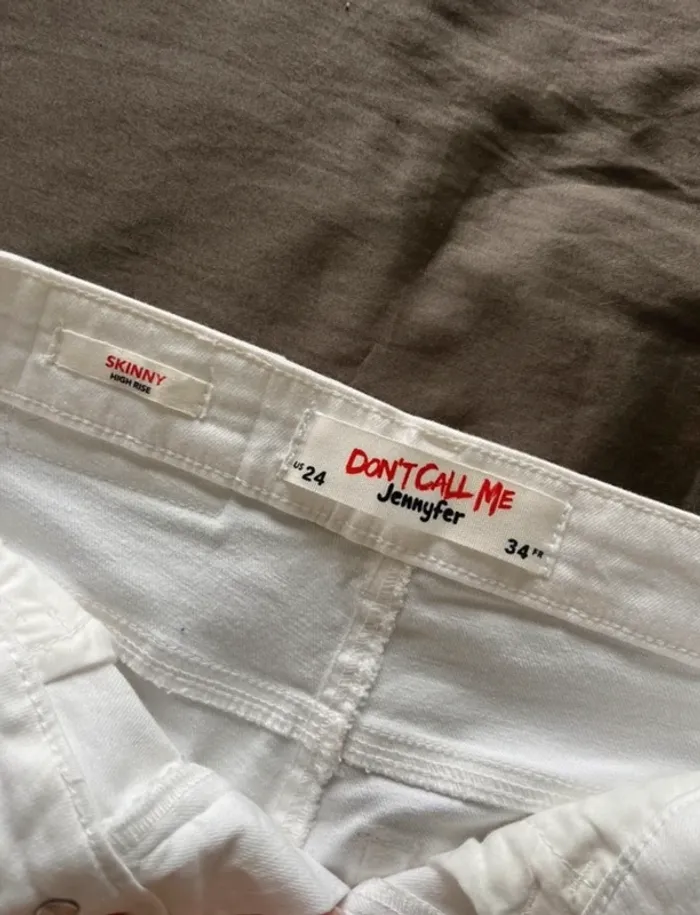 SKINNY
HIGH RISE
US 24
DON'T CALL ME
Jennyfer
34 FR